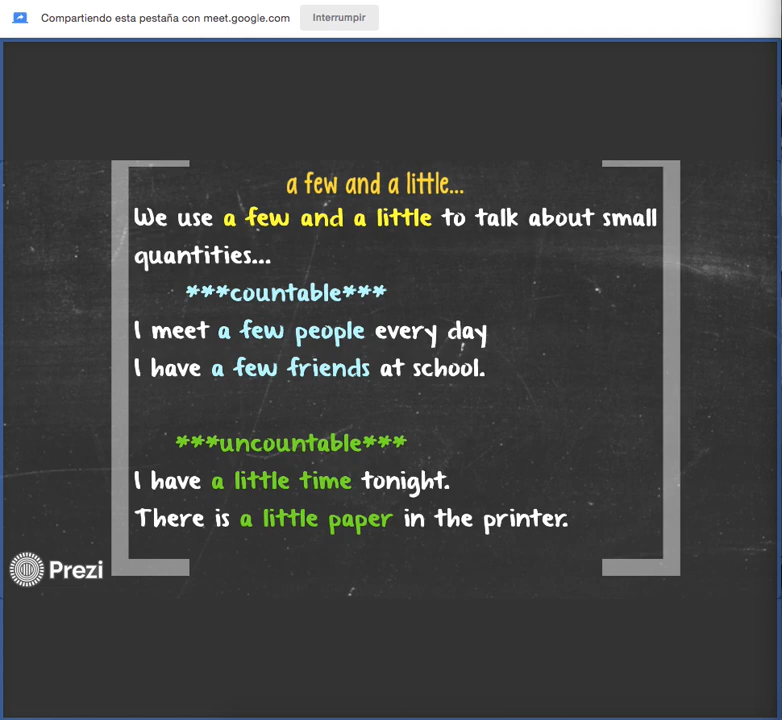 Compartiendo esta pestaña con meet.google.com Interrumpir
a few and a little...
We use a few and a little to talk about small
quantities...
***countable***
I meet a few people every day
I have a few friends at school.
***uncountable***
I have a little time tonight.
There is a little paper in the printer.
Prezi